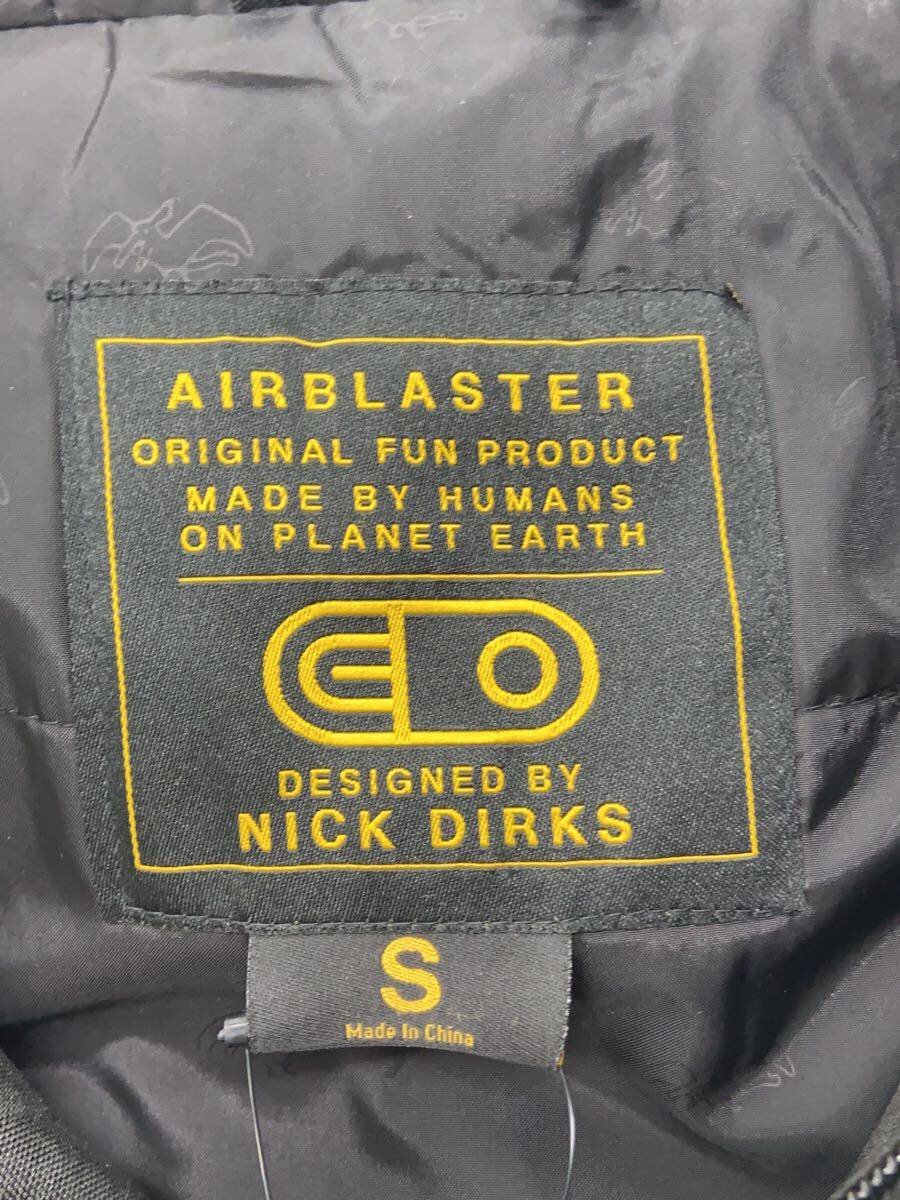 AIRBLASTER
ORIGINAL FUN PRODUCT
MADE BY HUMANS
ON PLANET EARTH
DESIGNED BY
NICK DIRKS
S
Made In China